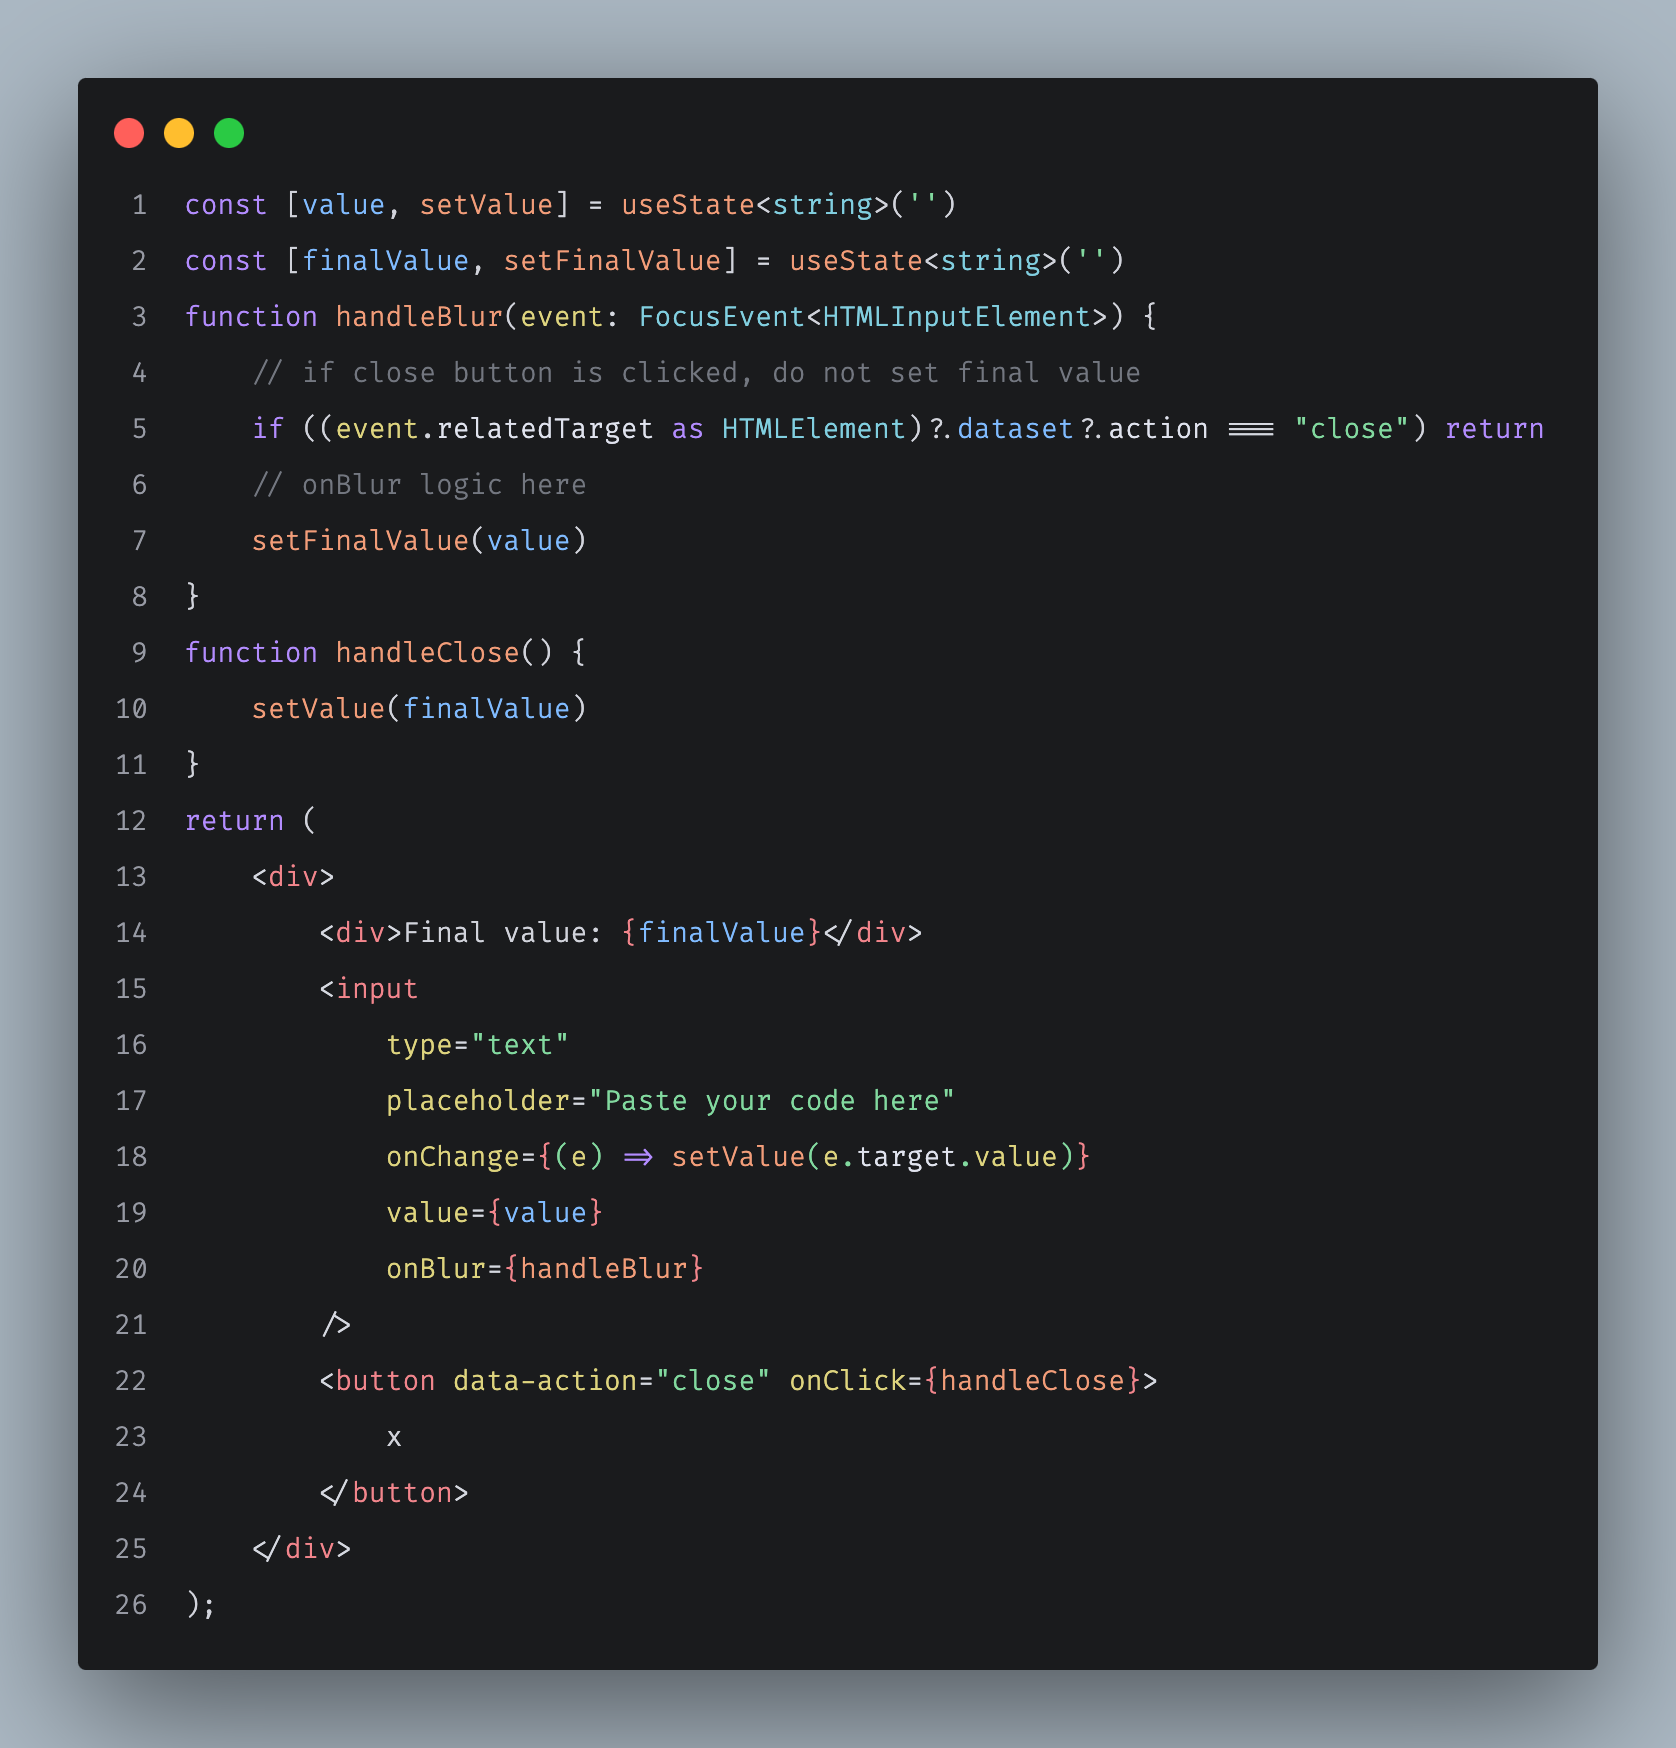 1 const [value, setValue] = useState<string>('')
2 const [finalValue, setFinalValue] = useState<string>('')
3 function handleBlur(event: FocusEvent<HTMLInputElement>) {
4     // if close button is clicked, do not set final value
5     if ((event.relatedTarget as HTMLElement)?.dataset?.action === "close") return
6     // onBlur logic here
7     setFinalValue(value)
8 }
9 function handleClose() {
10     setValue(finalValue)
11 }
12 return (
13     <div>
14         <div>Final value: {finalValue}</div>
15         <input
16             type="text"
17             placeholder="Paste your code here"
18             onChange={(e) => setValue(e.target.value)}
19             value={value}
20             onBlur={handleBlur}
21         />
22         <button data-action="close" onClick={handleClose}>
23             x
24         </button>
25     </div>
26 );